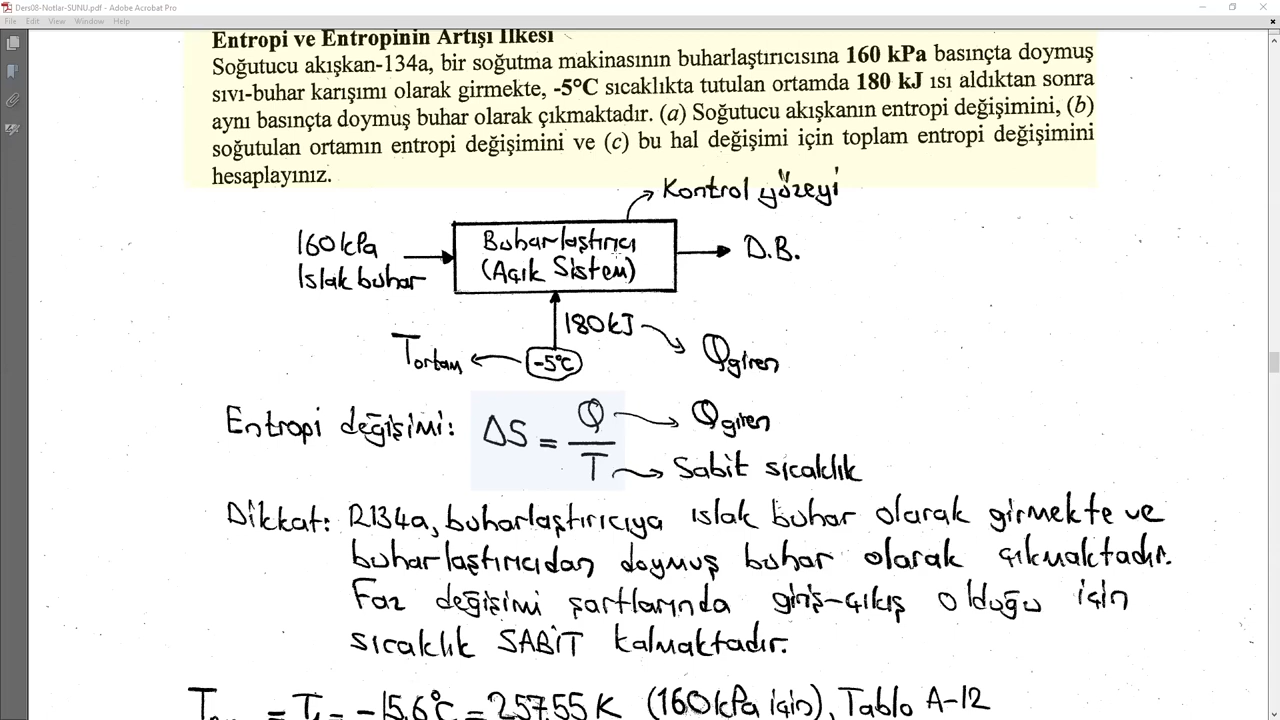 Ders08-Notlar-SUNU.pdf - Adobe Acrobat Pro
File Edit View Window Help
Entropi ve Entropinin Artışı İlkesi
Soğutucu akışkan-134a, bir soğutma makinasının buharlaştırıcısına 160 kPa basınçta doymuş
sıvı-buhar karışımı olarak girmekte, -5°C sıcaklıkta tutulan ortamda 180 kJ ısı aldıktan sonra
aynı basınçta doymuş buhar olarak çıkmaktadır. (a) Soğutucu akışkanın entropi değişimini, (b)
soğutulan ortamın entropi değişimini ve (c) bu hal değişimi için toplam entropi değişimini
hesaplayınız.
Kontrol yüzeyi
160 kPa
Islak buhar
Buharlaştırıcı
(Açık Sistem)
D.B.
180 kJ
Tortam
-5°C
Qgiren
Entropi değişimi: ΔS = Q / T
Qgiren
Sabit sıcaklık
Dikkat: R134a, buharlaştırıcıya ıslak buhar olarak girmekte ve
buharlaştırıcıdan doymuş buhar olarak çıkmaktadır.
Faz değişimi şartlarında giriş-çıkış olduğu için
sıcaklık SABİT kalmaktadır.
= -15.6°C = 257.55 K (160 kPa için), Tablo A-12